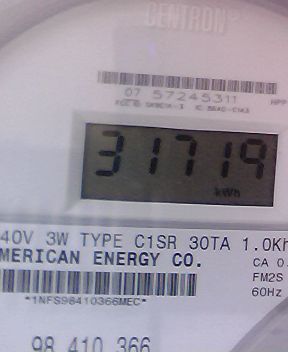 CENTRON®
07 57245311
31719
kWh
40V 3W TYPE C1SR 30TA 1.0Kh
MERICAN ENERGY CO.
CA 0.
FM2S
60Hz
*1NFS98410366MEC*
98 410 366